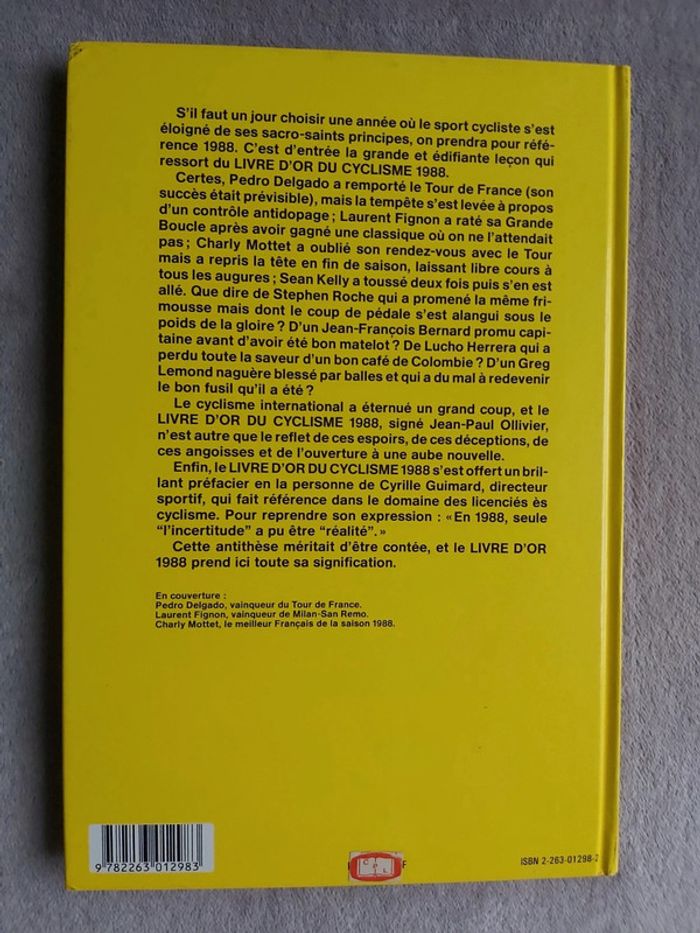 S'il faut un jour choisir une année où le sport cycliste s'est
éloigné de ses sacro-saints principes, on prendra pour réfé-
rence 1988. C'est d'entrée la grande et édifiante leçon qui
ressort du LIVRE D'OR DU CYCLISME 1988.
Certes, Pedro Delgado a remporté le Tour de France (son
succès était prévisible), mais la tempête s'est levée à propos
d'un contrôle antidopage ; Laurent Fignon a raté sa Grande
Boucle après avoir gagné une classique où on ne l'attendait
pas ; Charly Mottet a oublié son rendez-vous avec le Tour
mais a repris la tête en fin de saison, laissant libre cours à
tous les augures ; Sean Kelly a toussé deux fois puis s'en est
allé. Que dire de Stephen Roche qui a promené la même fri-
mousse mais dont le coup de pédale s'est alangui sous le
poids de la gloire ? D'un Jean-François Bernard promu capi-
taine avant d'avoir été bon matelot ? De Lucho Herrera qui a
perdu toute la saveur d'un bon café de Colombie ? D'un Greg
Lemond naguère blessé par balles et qui a du mal à redevenir
le bon fusil qu'il a été ?
Le cyclisme international a éternué un grand coup, et le
LIVRE D'OR DU CYCLISME 1988, signé Jean-Paul Ollivier,
n'est autre que le reflet de ces espoirs, de ces déceptions, de
ces angoisses et de l'ouverture à une aube nouvelle.
Enfin, le LIVRE D'OR DU CYCLISME 1988 s'est offert un bril-
lant préfacier en la personne de Cyrille Guimard, directeur
sportif, qui fait référence dans le domaine des licenciés ès
cyclisme. Pour reprendre son expression : « En 1988, seule
“l'incertitude” a pu être “réalité”. »
Cette antithèse méritait d'être contée, et le LIVRE D'OR
1988 prend ici toute sa signification.
En couverture :
Pedro Delgado, vainqueur du Tour de France.
Laurent Fignon, vainqueur de Milan-San Remo.
Charly Mottet, le meilleur Français de la saison 1988.
9 782263 012983
C P L
F
ISBN 2-263-01298-2